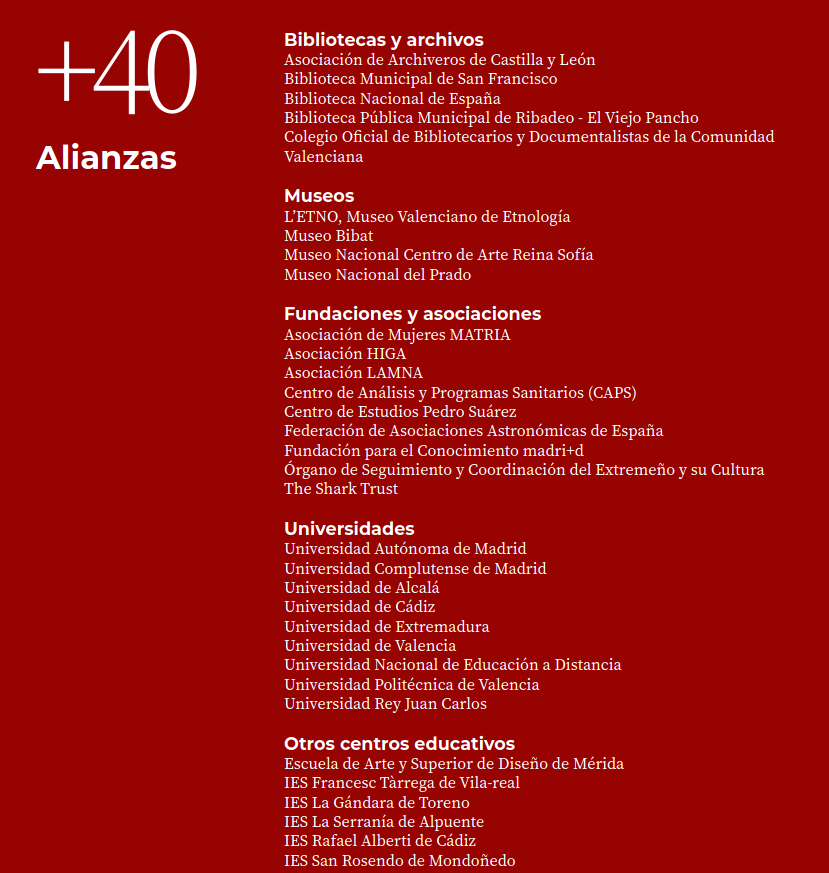 +40
Alianzas
Bibliotecas y archivos
Asociación de Archiveros de Castilla y León
Biblioteca Municipal de San Francisco
Biblioteca Nacional de España
Biblioteca Pública Municipal de Ribadeo - El Viejo Pancho
Colegio Oficial de Bibliotecarios y Documentalistas de la Comunidad
Valenciana
Museos
L’ETNO, Museo Valenciano de Etnología
Museo Bibat
Museo Nacional Centro de Arte Reina Sofía
Museo Nacional del Prado
Fundaciones y asociaciones
Asociación de Mujeres MATRIA
Asociación HIGA
Asociación LAMNA
Centro de Análisis y Programas Sanitarios (CAPS)
Centro de Estudios Pedro Suárez
Federación de Asociaciones Astronómicas de España
Fundación para el Conocimiento madri+d
Órgano de Seguimiento y Coordinación del Extremeño y su Cultura
The Shark Trust
Universidades
Universidad Autónoma de Madrid
Universidad Complutense de Madrid
Universidad de Alcalá
Universidad de Cádiz
Universidad de Extremadura
Universidad de Valencia
Universidad Nacional de Educación a Distancia
Universidad Politécnica de Valencia
Universidad Rey Juan Carlos
Otros centros educativos
Escuela de Arte y Superior de Diseño de Mérida
IES Francesc Tàrrega de Vila-real
IES La Gándara de Toreno
IES La Serranía de Alpuente
IES Rafael Alberti de Cádiz
IES San Rosendo de Mondoñedo